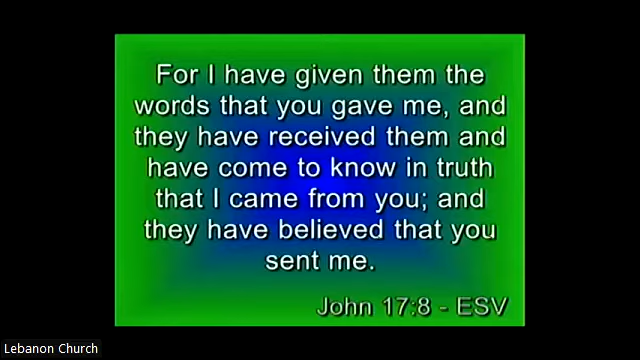 For I have given them the
words that you gave me, and
they have received them and
have come to know in truth
that I came from you; and
they have believed that you
sent me.
John 17:8 - ESV
Lebanon Church